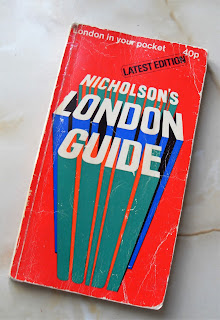 London in your pocket
40p
LATEST EDITION
NICHOLSON'S
LONDON
GUIDE